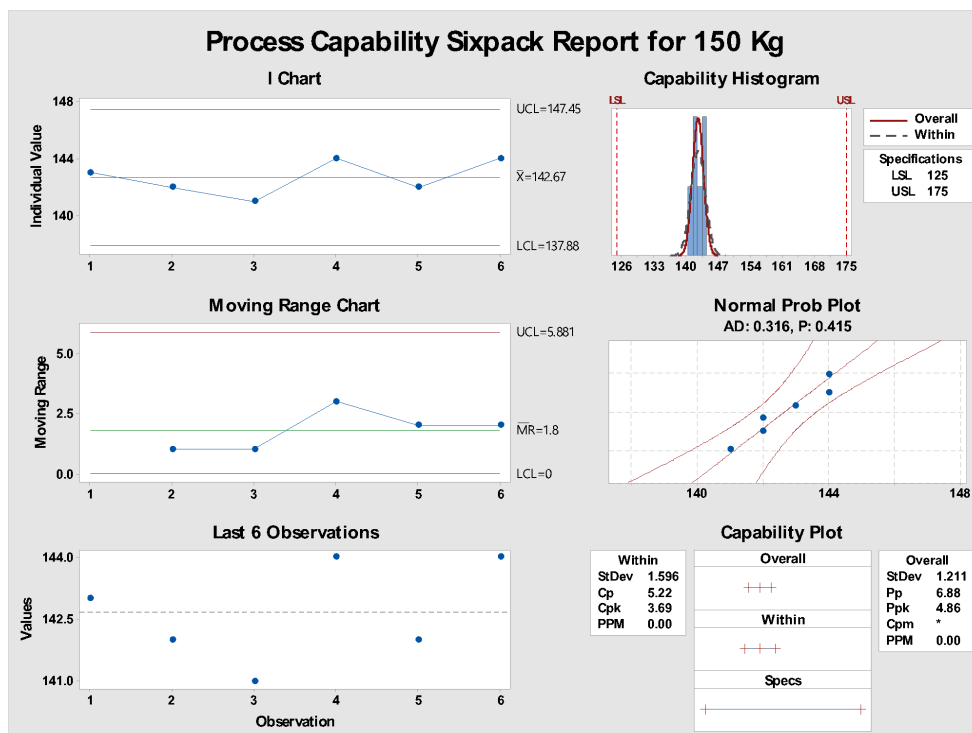 Process Capability Sixpack Report for 150 Kg
I Chart
Individual Value
148
144
140
UCL=147.45
X̄=142.67
LCL=137.88
1 2 3 4 5 6
Capability Histogram
LSL USL
126 133 140 147 154 161 168 175
Overall
Within
Specifications
LSL 125
USL 175
Moving Range Chart
Moving Range
5.0
2.5
0.0
UCL=5.881
M̅R̅=1.8
LCL=0
1 2 3 4 5 6
Normal Prob Plot
AD: 0.316, P: 0.415
140 144 148
Last 6 Observations
Values
144.0
142.5
141.0
1 2 3 4 5 6
Observation
Capability Plot
Within
StDev 1.596
Cp 5.22
Cpk 3.69
PPM 0.00
Overall
Within
Specs
Overall
StDev 1.211
Pp 6.88
Ppk 4.86
Cpm *
PPM 0.00